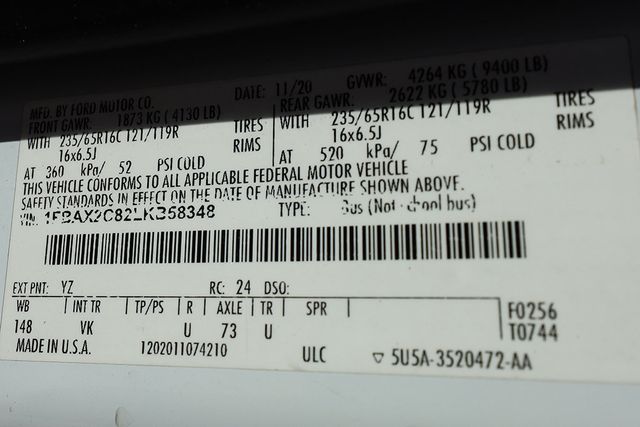 MFD. BY FORD MOTOR CO. DATE: 11/20 GVWR: 4264 KG ( 9400 LB)
FRONT GAWR: 1873 KG ( 4130 LB) REAR GAWR: 2622 KG ( 5780 LB)
WITH 235/65R16C 121/119R TIRES WITH 235/65R16C 121/119R TIRES
16x6.5J RIMS 16x6.5J RIMS
AT 360 kPa/ 52 PSI COLD AT 520 kPa/ 75 PSI COLD
THIS VEHICLE CONFORMS TO ALL APPLICABLE FEDERAL MOTOR VEHICLE
SAFETY STANDARDS IN EFFECT ON THE DATE OF MANUFACTURE SHOWN ABOVE.
VIN: 1FBAX2C82LKB58348 TYPE: Bus (Not school bus)
EXT PNT: YZ RC: 24 DSO:
WB INT TR TP/PS R AXLE TR SPR F0256
148 VK U 73 U T0744
MADE IN U.S.A. 1202011074210 ULC ▽ 5U5A-3520472-AA